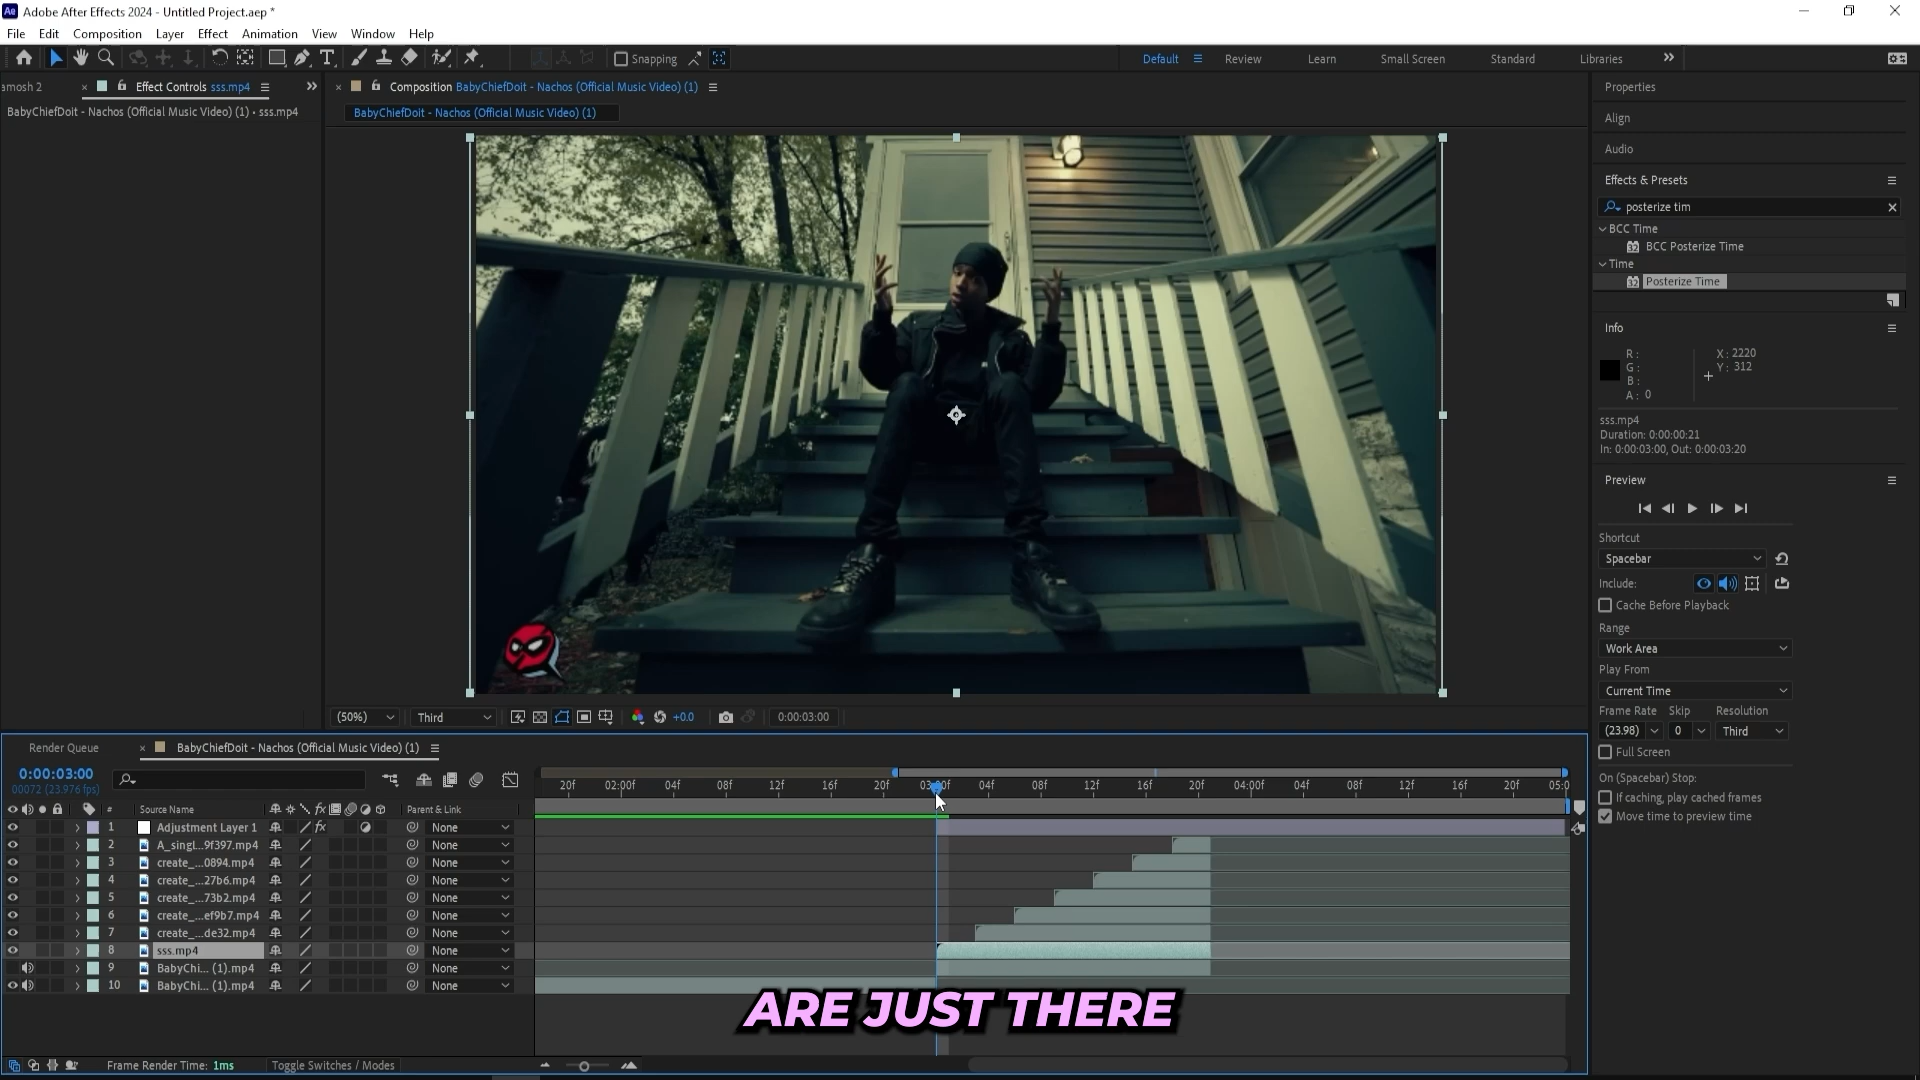 Ae Adobe After Effects 2024 - Untitled Project.aep *
File Edit Composition Layer Effect Animation View Window Help
Snapping
Default Review Learn Small Screen Standard Libraries
amosh 2 × Effect Controls sss.mp4
BabyChiefDoit - Nachos (Official Music Video) (1) • sss.mp4
× Composition BabyChiefDoit - Nachos (Official Music Video) (1)
BabyChiefDoit - Nachos (Official Music Video) (1)
(50%) Third +0.0 0:00:03:00
Properties
Align
Audio
Effects & Presets
posterize tim
BCC Time
32 BCC Posterize Time
Time
32 Posterize Time
Info
R :
G :
B :
A : 0
X : 2220
Y : 312
sss.mp4
Duration: 0:00:00:21
In: 0:00:03:00, Out: 0:00:03:20
Preview
Shortcut
Spacebar
Include:
Cache Before Playback
Range
Work Area
Play From
Current Time
Frame Rate Skip Resolution
(23.98) 0 Third
Full Screen
On (Spacebar) Stop:
If caching, play cached frames
Move time to preview time
Render Queue × BabyChiefDoit - Nachos (Official Music Video) (1)
0:00:03:00
00072 (23.976 fps)
20f 02:00f 04f 08f 12f 16f 20f 03:00f 04f 08f 12f 16f 20f 04:00f 04f 08f 12f 16f 20f 05:0
# Source Name fx Parent & Link
1 Adjustment Layer 1 fx None
2 A_singl...9f397.mp4 None
3 create_...0894.mp4 None
4 create_...27b6.mp4 None
5 create_...73b2.mp4 None
6 create_...ef9b7.mp4 None
7 create_...de32.mp4 None
8 sss.mp4 None
9 BabyChi... (1).mp4 None
10 BabyChi... (1).mp4 None
ARE JUST THERE
Frame Render Time: 1ms Toggle Switches / Modes